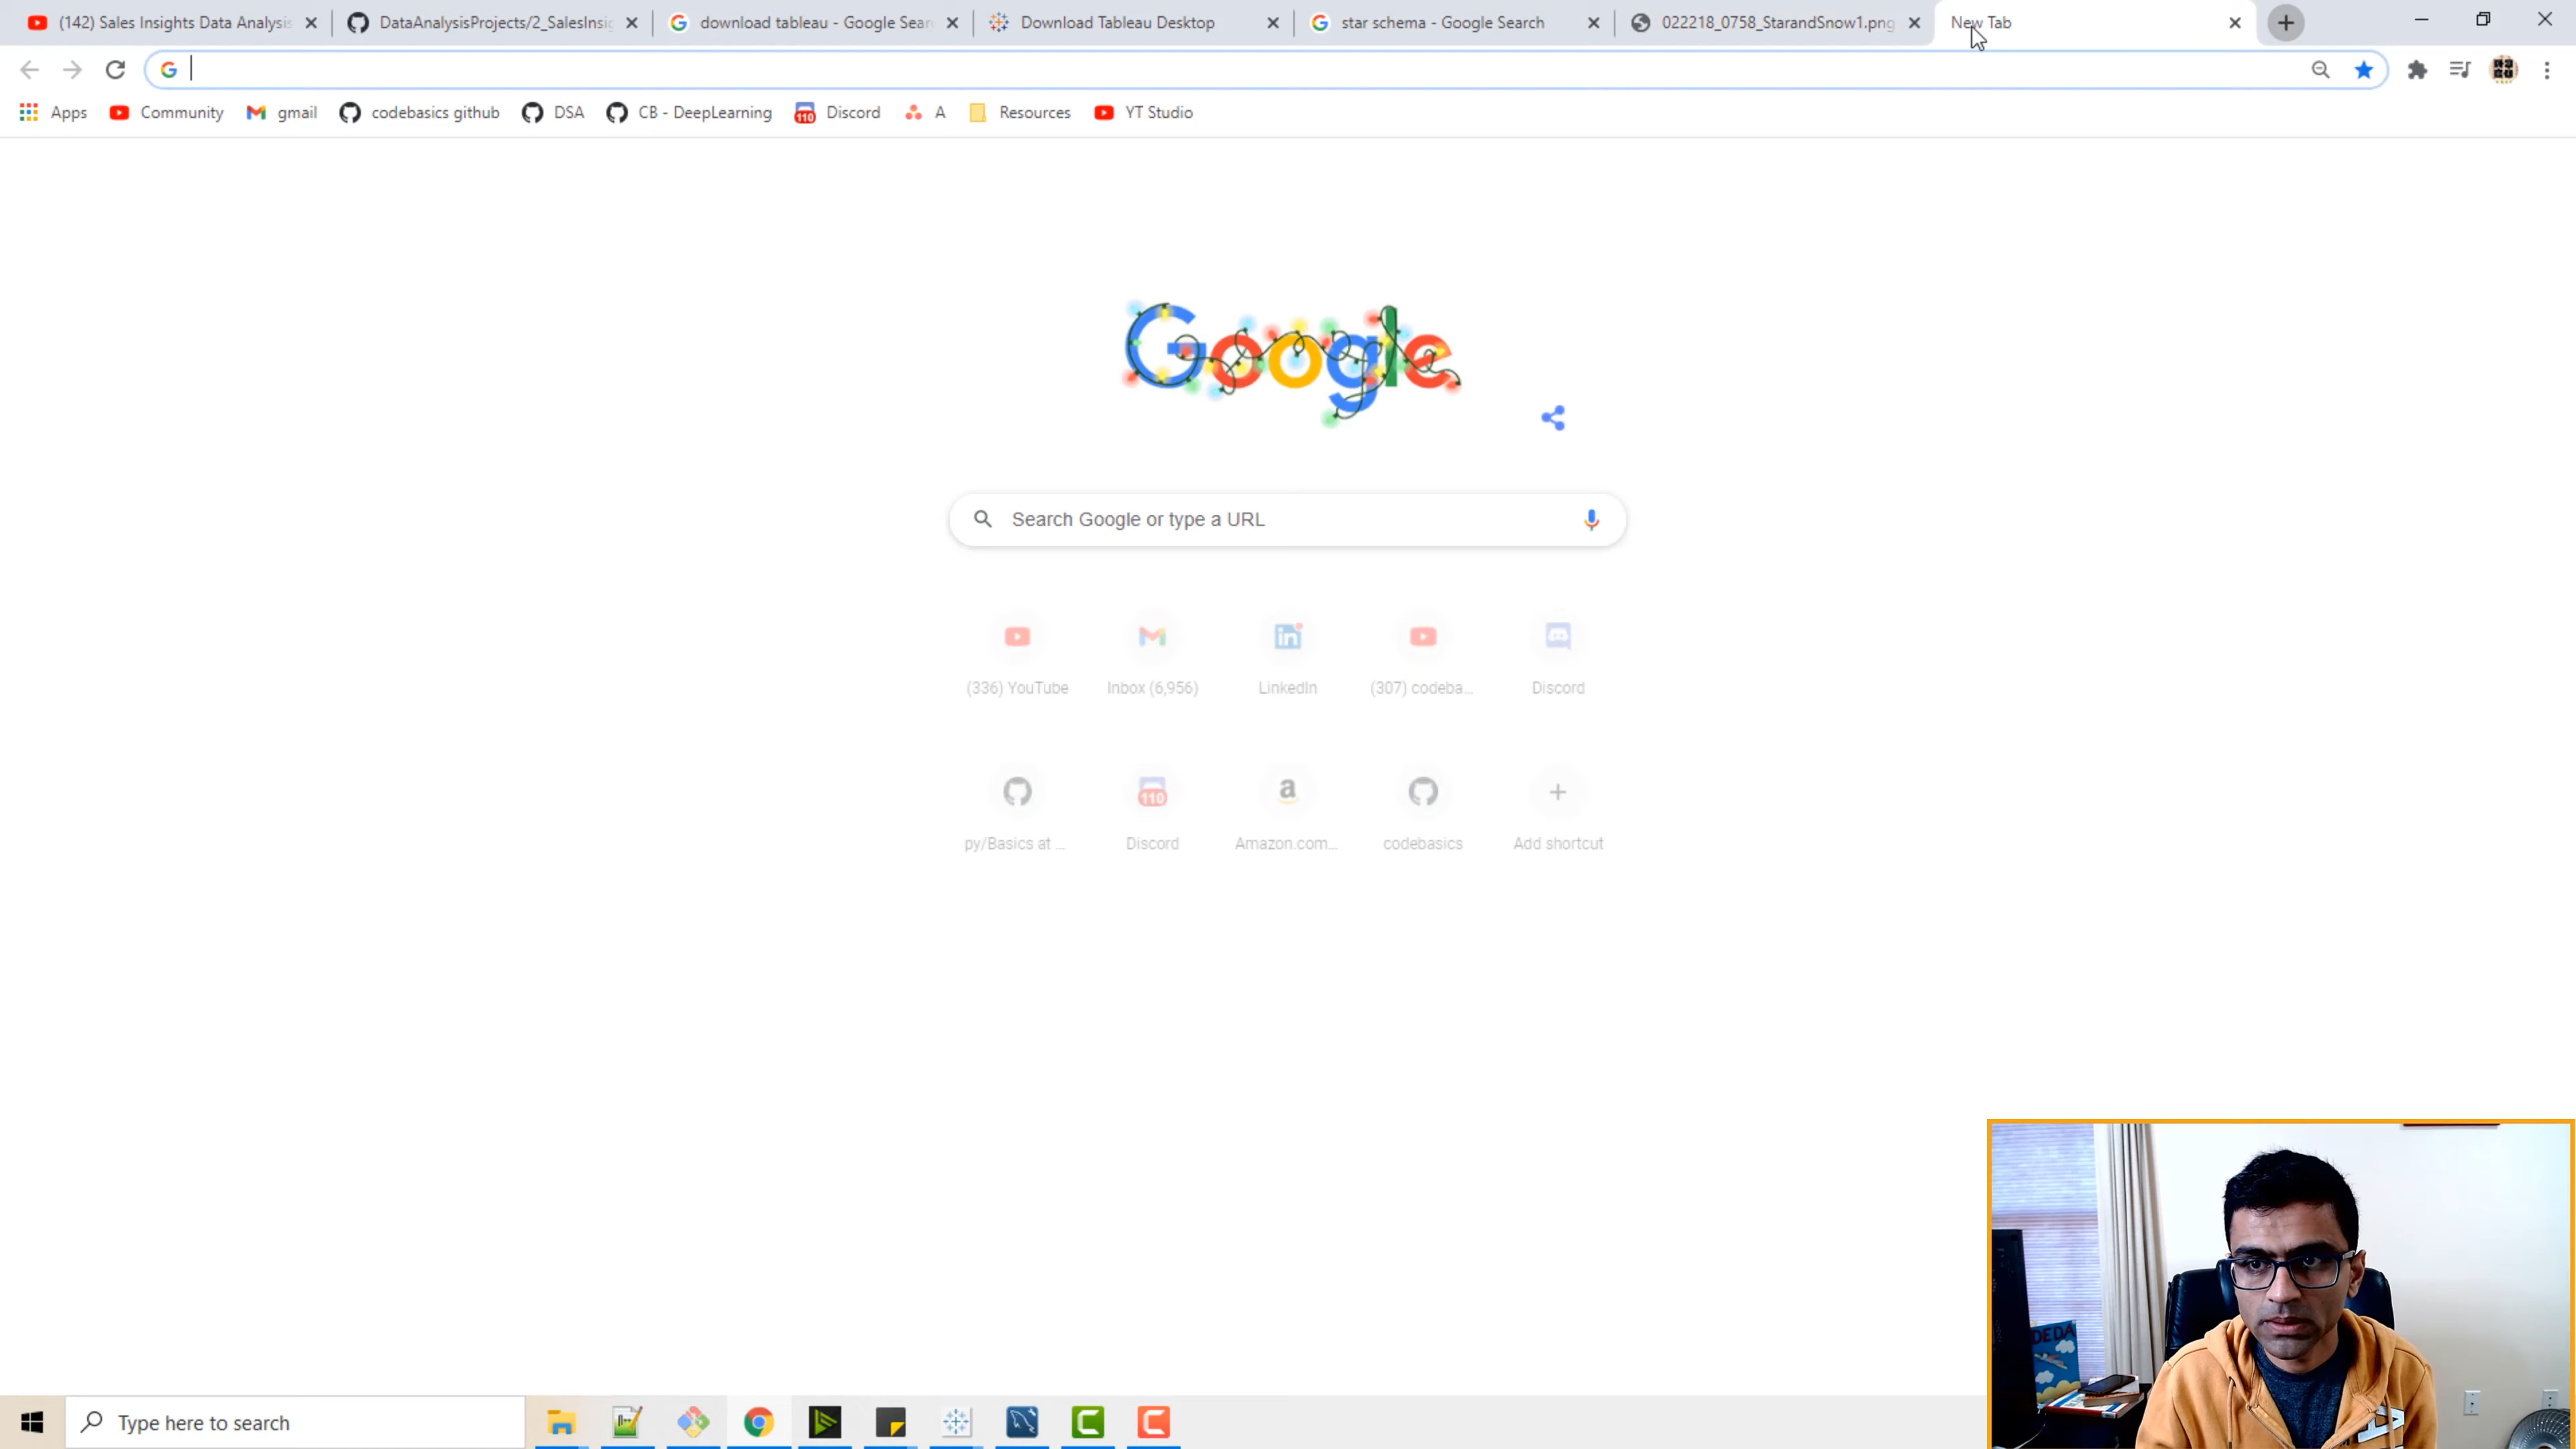 (142) Sales Insights Data Analysis
DataAnalysisProjects/2_SalesInsig
download tableau - Google Sear
Download Tableau Desktop
star schema - Google Search
022218_0758_StarandSnow1.png
New Tab
Apps
Community
gmail
codebasics github
DSA
CB - DeepLearning
110
Discord
A
Resources
YT Studio
Google
Search Google or type a URL
(336) YouTube
Inbox (6,956)
LinkedIn
(307) codeba...
Discord
110
py/Basics at ...
Discord
Amazon.com...
codebasics
Add shortcut
Type here to search